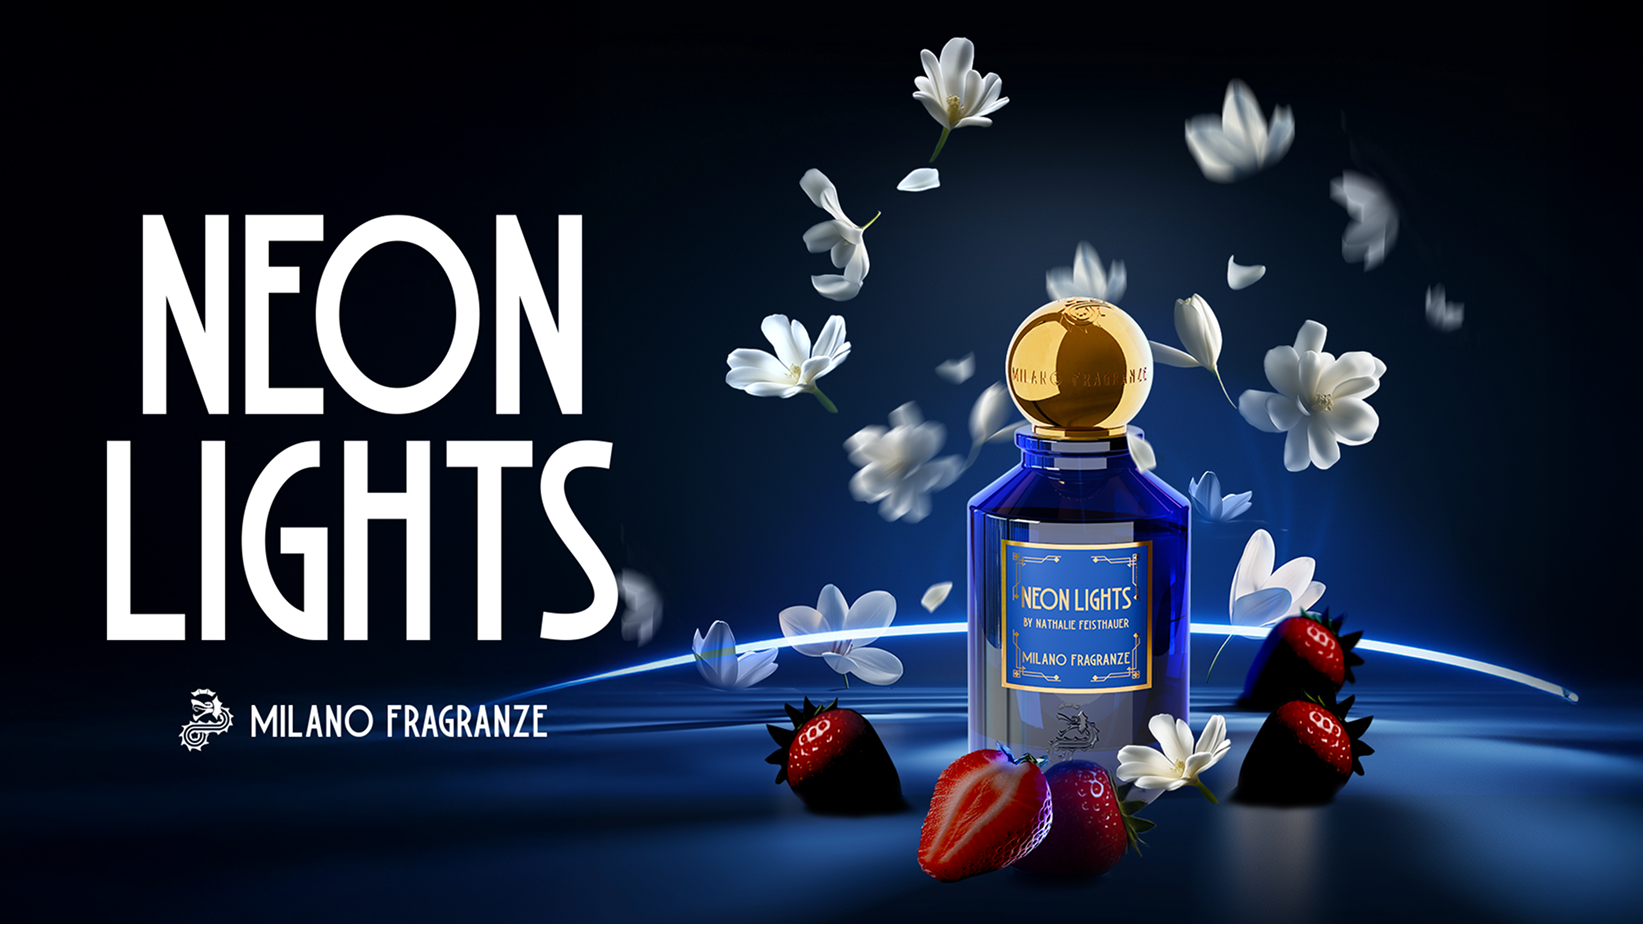 NEON
LIGHTS
MILANO FRAGRANZE
MILANO FRAGRANZE
NEON LIGHTS
BY NATHALIE FEISTHAUER
MILANO FRAGRANZE